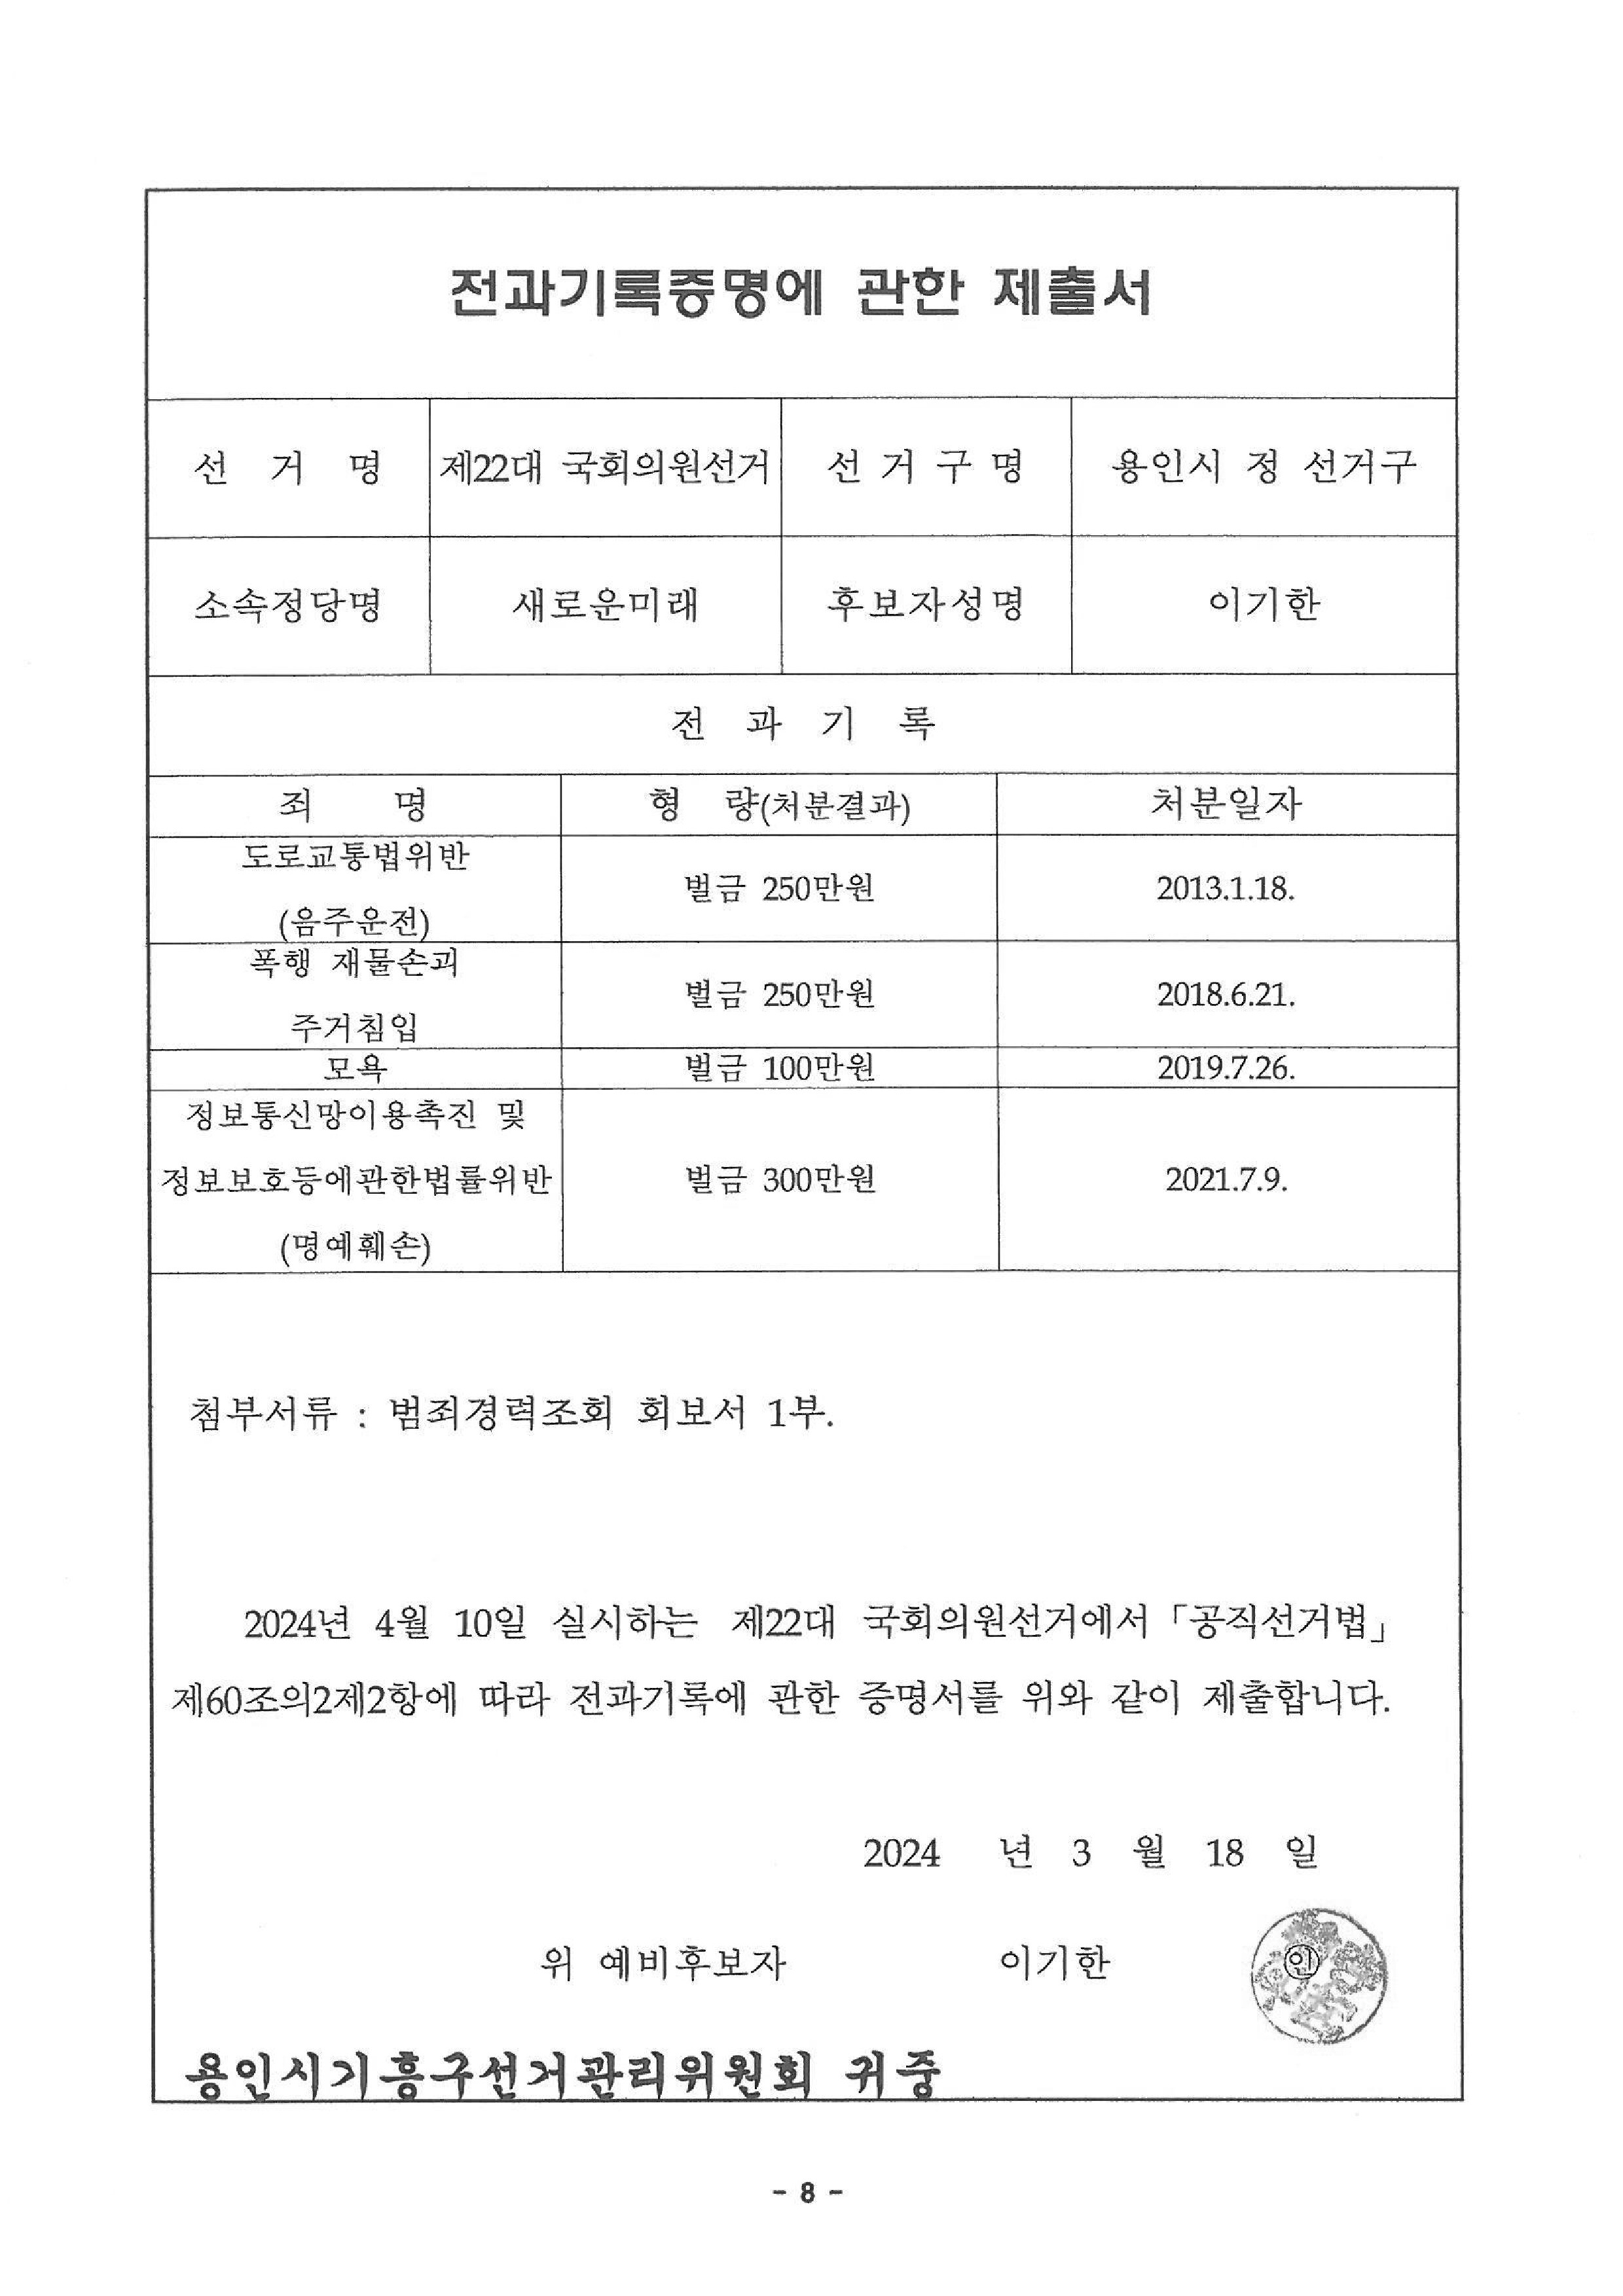 전과기록증명에 관한 제출서
선 거 명 제22대 국회의원선거 선 거 구 명 용인시 정 선거구
소속정당명 새로운미래 후보자성명 이기한
전 과 기 록
죄 명 형 량(처분결과) 처분일자
도로교통법위반
(음주운전) 벌금 250만원 2013.1.18.
폭행 재물손괴
주거침입 벌금 250만원 2018.6.21.
모욕 벌금 100만원 2019.7.26.
정보통신망이용촉진 및
정보보호등에관한법률위반 벌금 300만원 2021.7.9.
(명예훼손)
첨부서류 : 범죄경력조회 회보서 1부.
2024년 4월 10일 실시하는 제22대 국회의원선거에서 「공직선거법」
제60조의2제2항에 따라 전과기록에 관한 증명서를 위와 같이 제출합니다.
2024 년 3 월 18 일
위 예비후보자 이기한 ㊞
용인시기흥구선거관리위원회 귀중
- 8 -